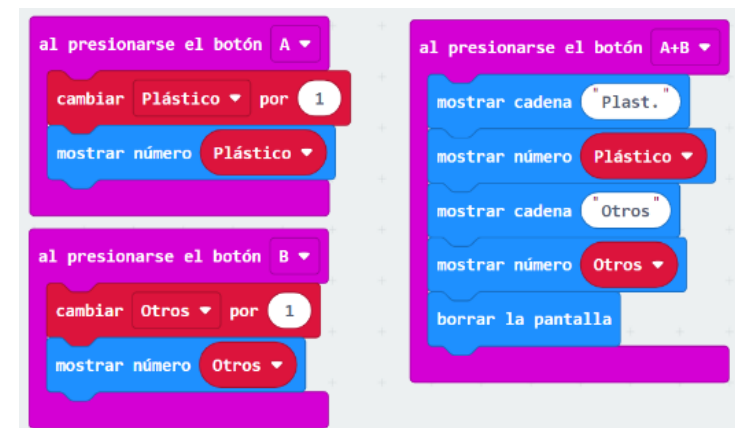 al presionarse el botón A
cambiar Plástico por 1
mostrar número Plástico
al presionarse el botón B
cambiar Otros por 1
mostrar número Otros
al presionarse el botón A+B
mostrar cadena "Plast."
mostrar número Plástico
mostrar cadena "Otros"
mostrar número Otros
borrar la pantalla